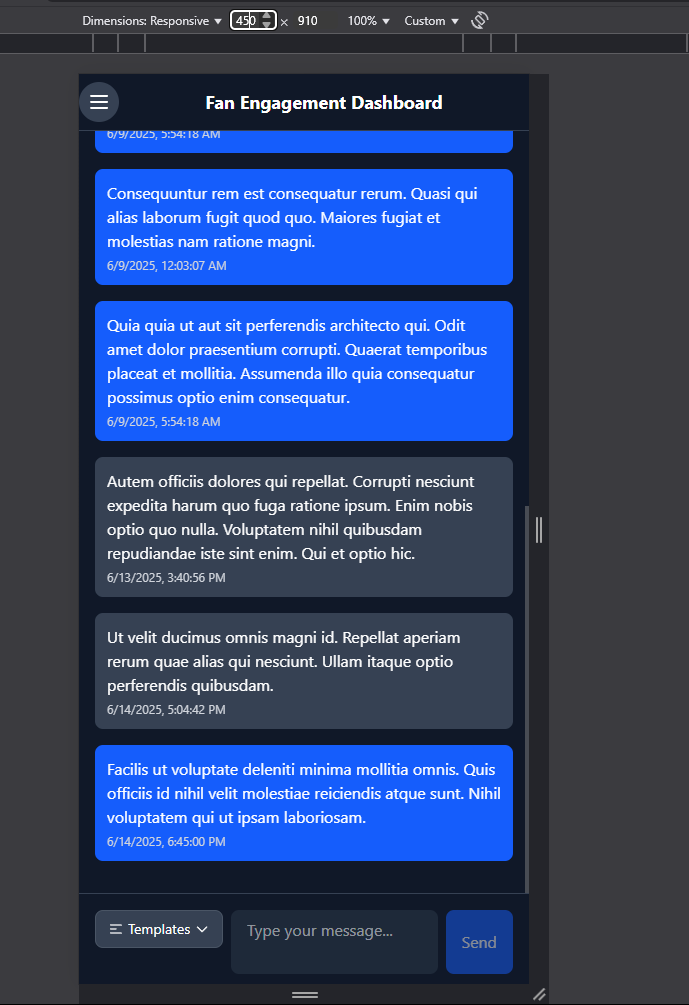 Dimensions: Responsive 450 × 910 100% Custom
Fan Engagement Dashboard
6/9/2025, 5:54:18 AM
Consequuntur rem est consequatur rerum. Quasi qui
alias laborum fugit quod quo. Maiores fugiat et
molestias nam ratione magni.
6/9/2025, 12:03:07 AM
Quia quia ut aut sit perferendis architecto qui. Odit
amet dolor praesentium corrupti. Quaerat temporibus
placeat et mollitia. Assumenda illo quia consequatur
possimus optio enim consequatur.
6/9/2025, 5:54:18 AM
Autem officiis dolores qui repellat. Corrupti nesciunt
expedita harum quo fuga ratione ipsum. Enim nobis
optio quo nulla. Voluptatem nihil quibusdam
repudiandae iste sint enim. Qui et optio hic.
6/13/2025, 3:40:56 PM
Ut velit ducimus omnis magni id. Repellat aperiam
rerum quae alias qui nesciunt. Ullam itaque optio
perferendis quibusdam.
6/14/2025, 5:04:42 PM
Facilis ut voluptate deleniti minima mollitia omnis. Quis
officiis id nihil velit molestiae reiciendis atque sunt. Nihil
voluptatem qui ut ipsam laboriosam.
6/14/2025, 6:45:00 PM
Templates Type your message... Send